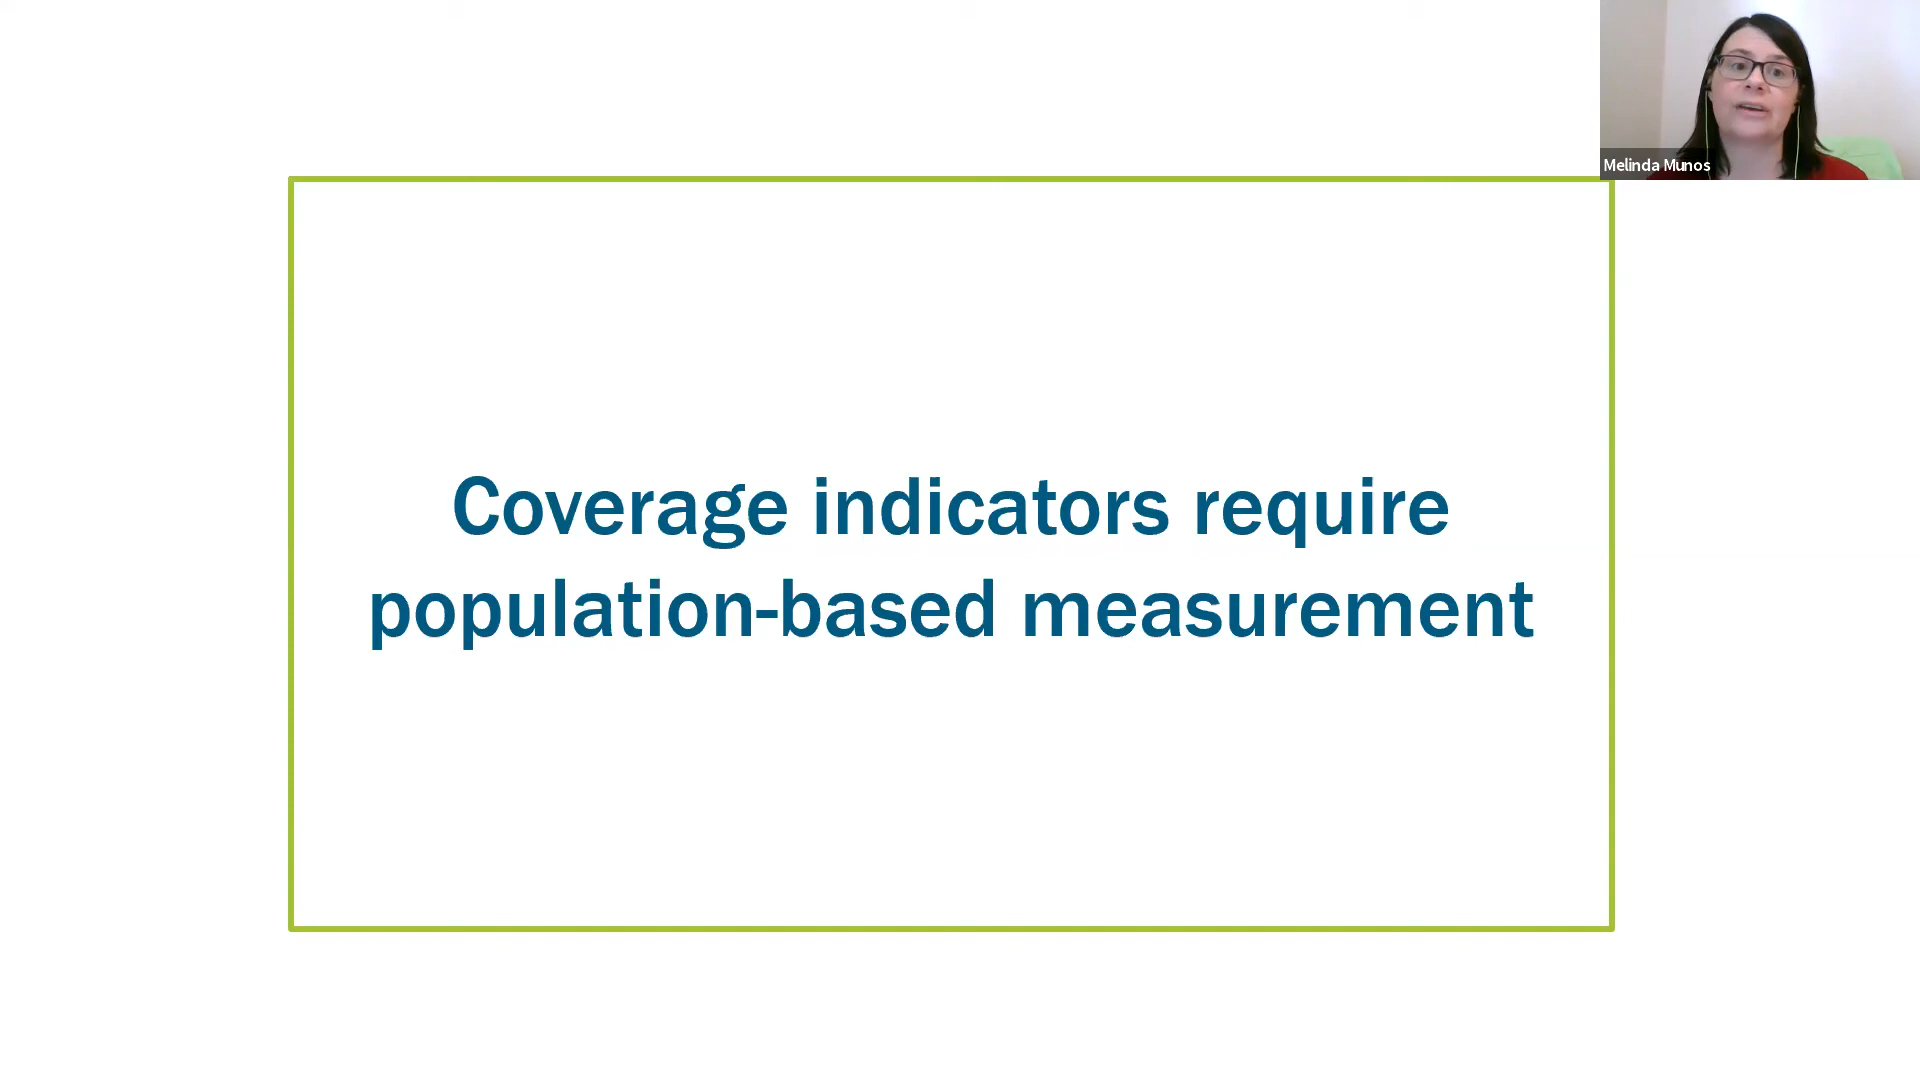 Melinda Munos
Coverage indicators require
population-based measurement